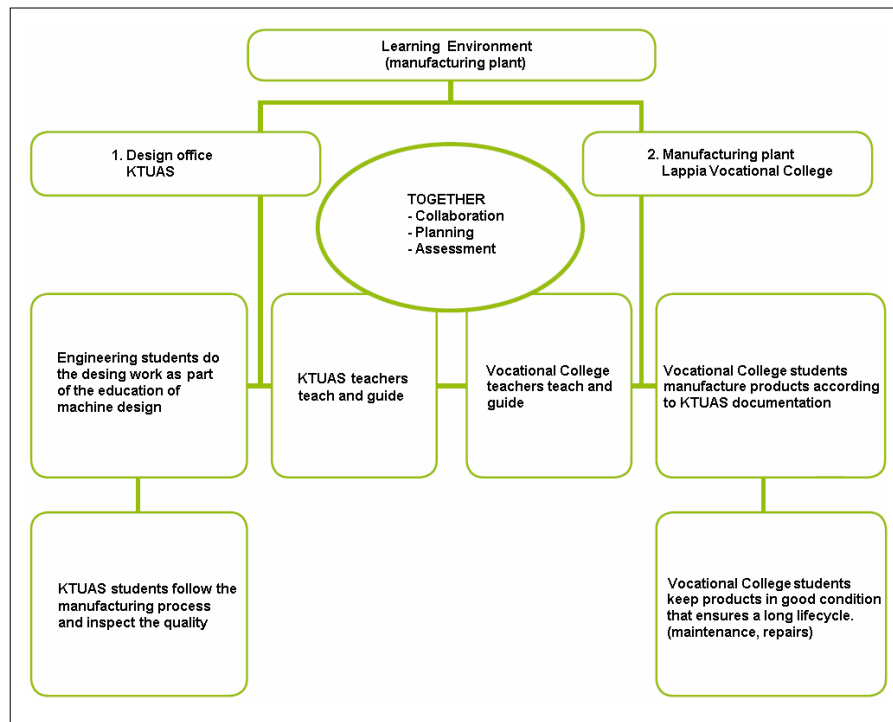 Learning Environment
(manufacturing plant)
1. Design office
KTUAS
2. Manufacturing plant
Lappia Vocational College
TOGETHER
- Collaboration
- Planning
- Assessment
Engineering students do
the desing work as part
of the education of
machine design
KTUAS teachers
teach and guide
Vocational College
teachers teach and
guide
Vocational College students
manufacture products according
to KTUAS documentation
KTUAS students follow the
manufacturing process
and inspect the quality
Vocational College students
keep products in good condition
that ensures a long lifecycle.
(maintenance, repairs)